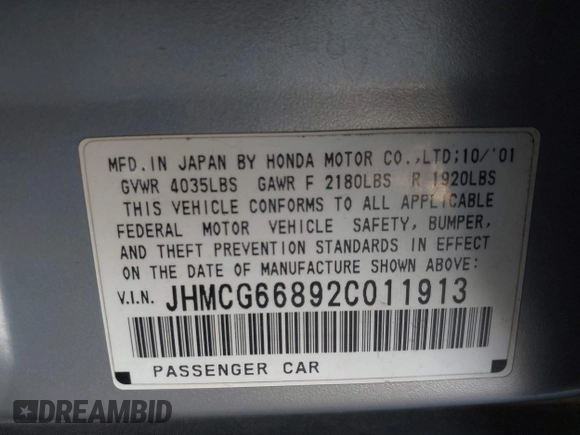 MFD. IN JAPAN BY HONDA MOTOR CO.,LTD;10/'01
GVWR 4035LBS GAWR F 2180LBS R 1920LBS
THIS VEHICLE CONFORMS TO ALL APPLICABLE
FEDERAL MOTOR VEHICLE SAFETY, BUMPER,
AND THEFT PREVENTION STANDARDS IN EFFECT
ON THE DATE OF MANUFACTURE SHOWN ABOVE:
V.I.N. JHMCG66892C011913
PASSENGER CAR
DREAMBID